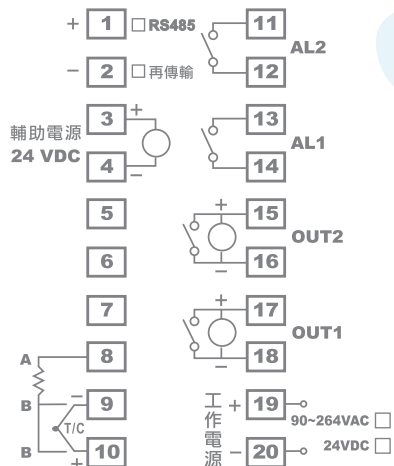 + 1 □ RS485
− 2 □ 再傳輸
輔助電源
24 VDC
3 +
4 −
5
6
7
A 8
B 9 −
T/C
B 10 +
11
AL2
12
13
AL1
14
+ 15
OUT2
− 16
+ 17
OUT1
− 18
工作電源
+ 19
90~264VAC □
− 20
24VDC □